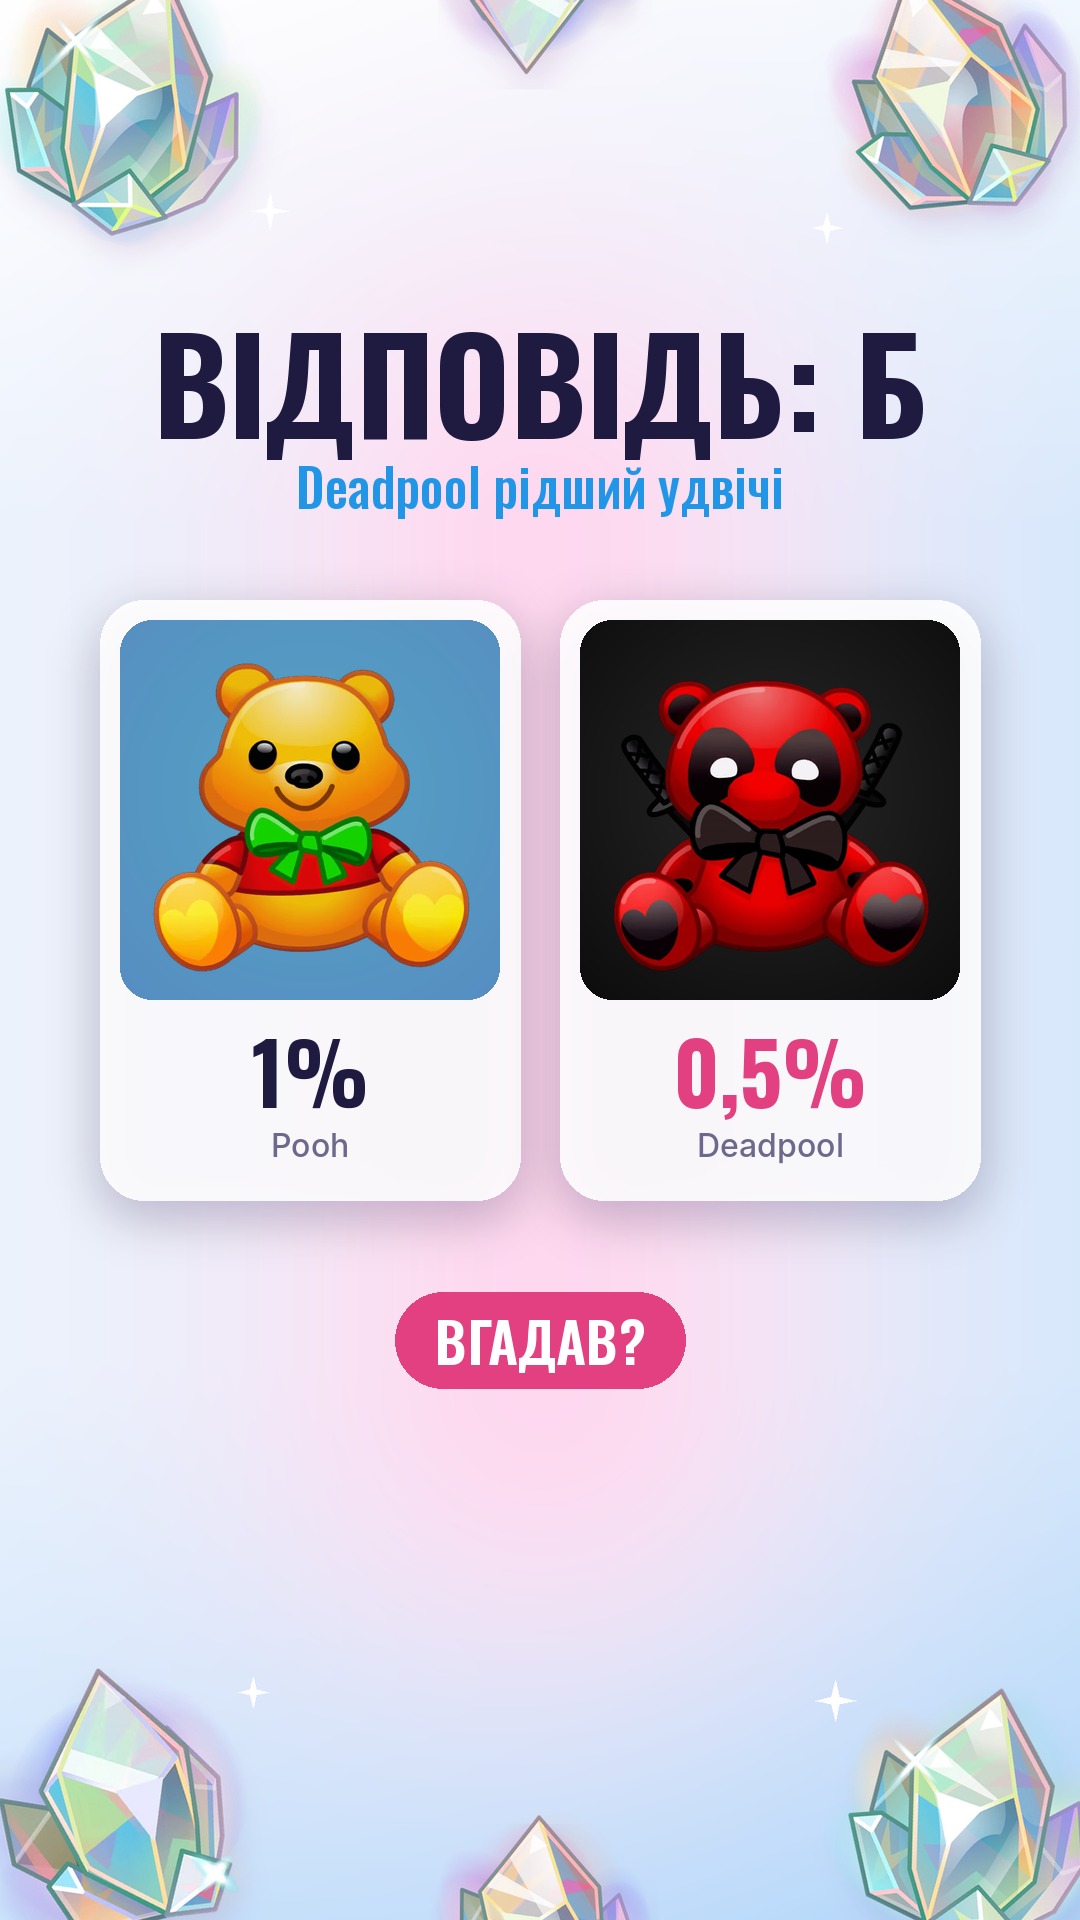 ВІДПОВІДЬ: Б
Deadpool рідший удвічі
1%
Pooh
0,5%
Deadpool
ВГАДАВ?